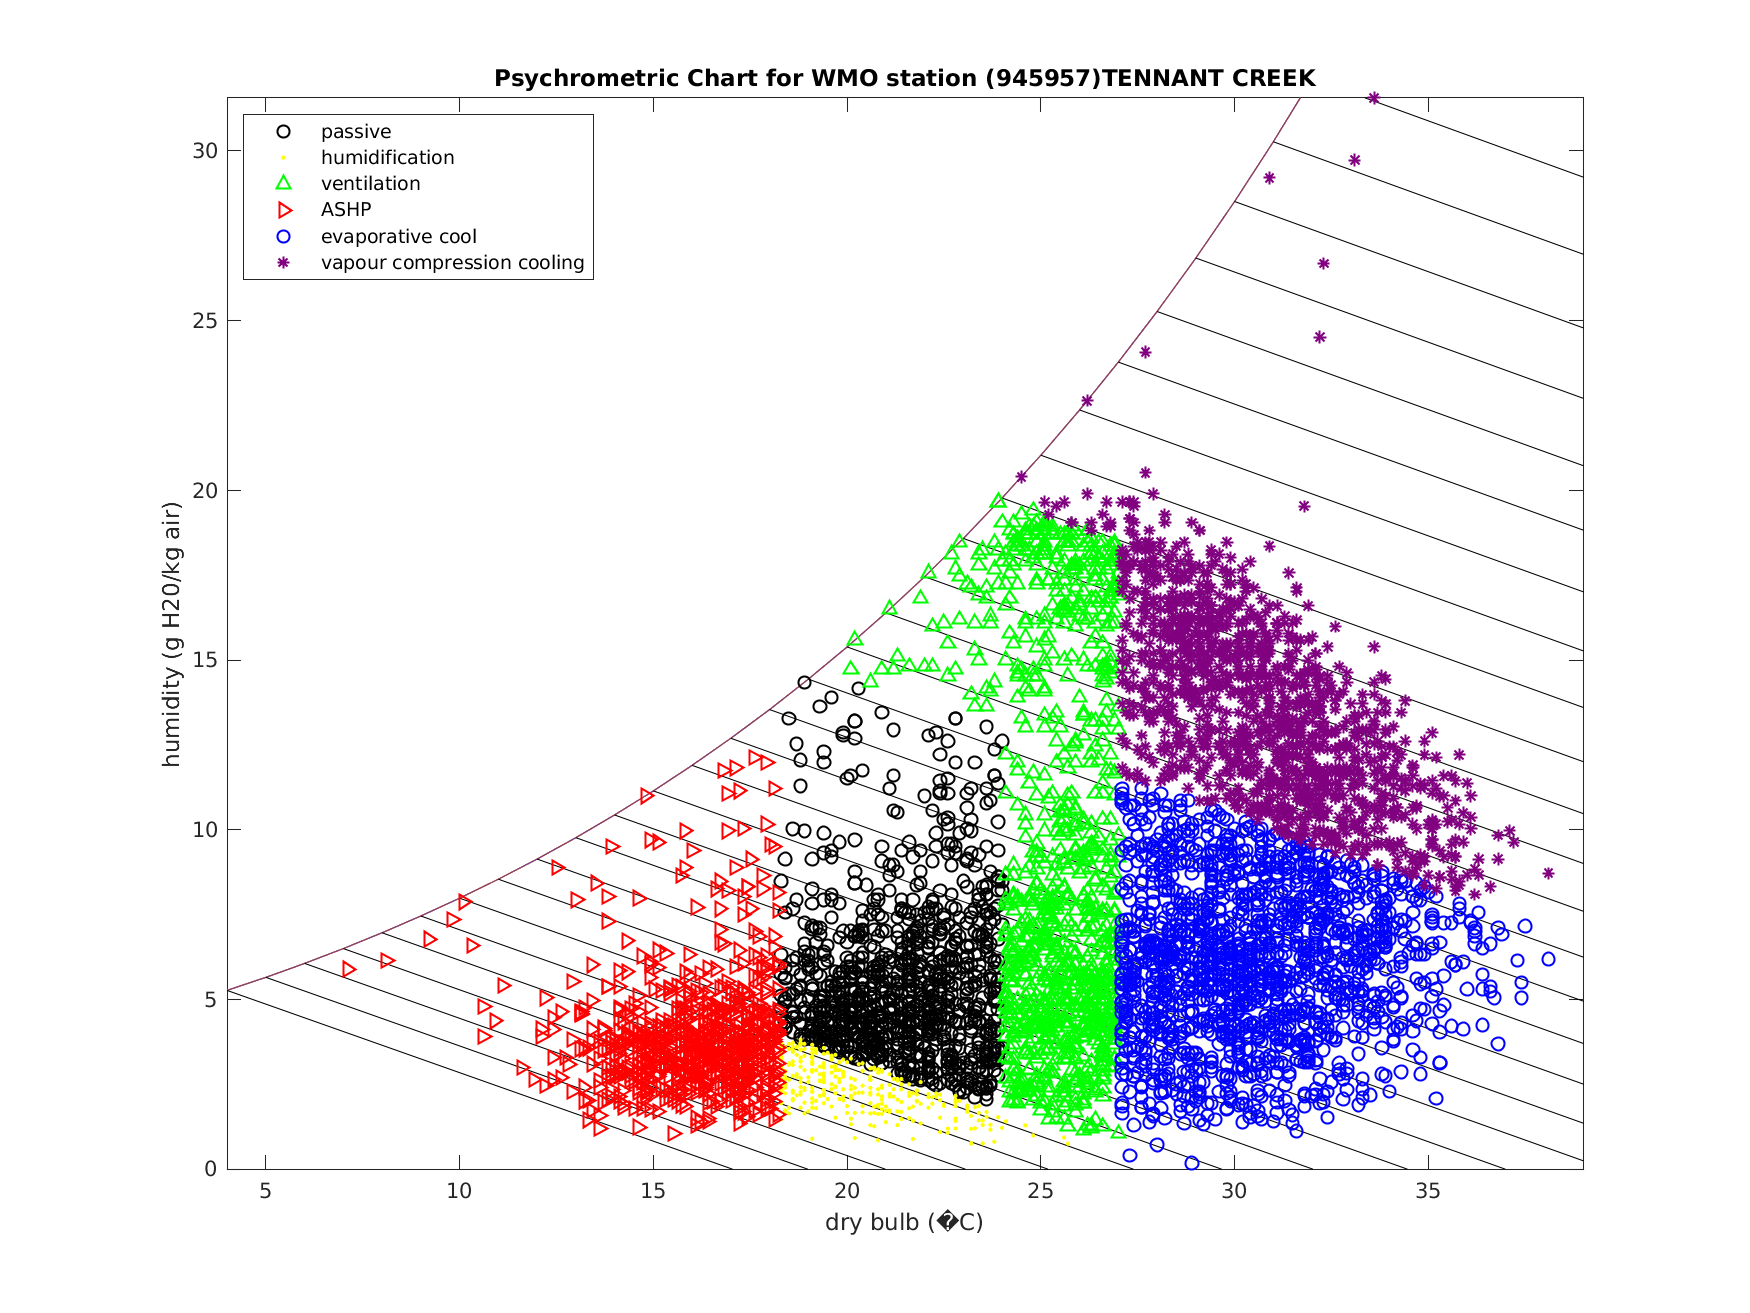 Psychrometric Chart for WMO station (945957)TENNANT CREEK
passive
humidification
ventilation
ASHP
evaporative cool
vapour compression cooling
humidity (g H20/kg air)
30
25
20
15
10
5
0
5 10 15 20 25 30 35
dry bulb (�C)